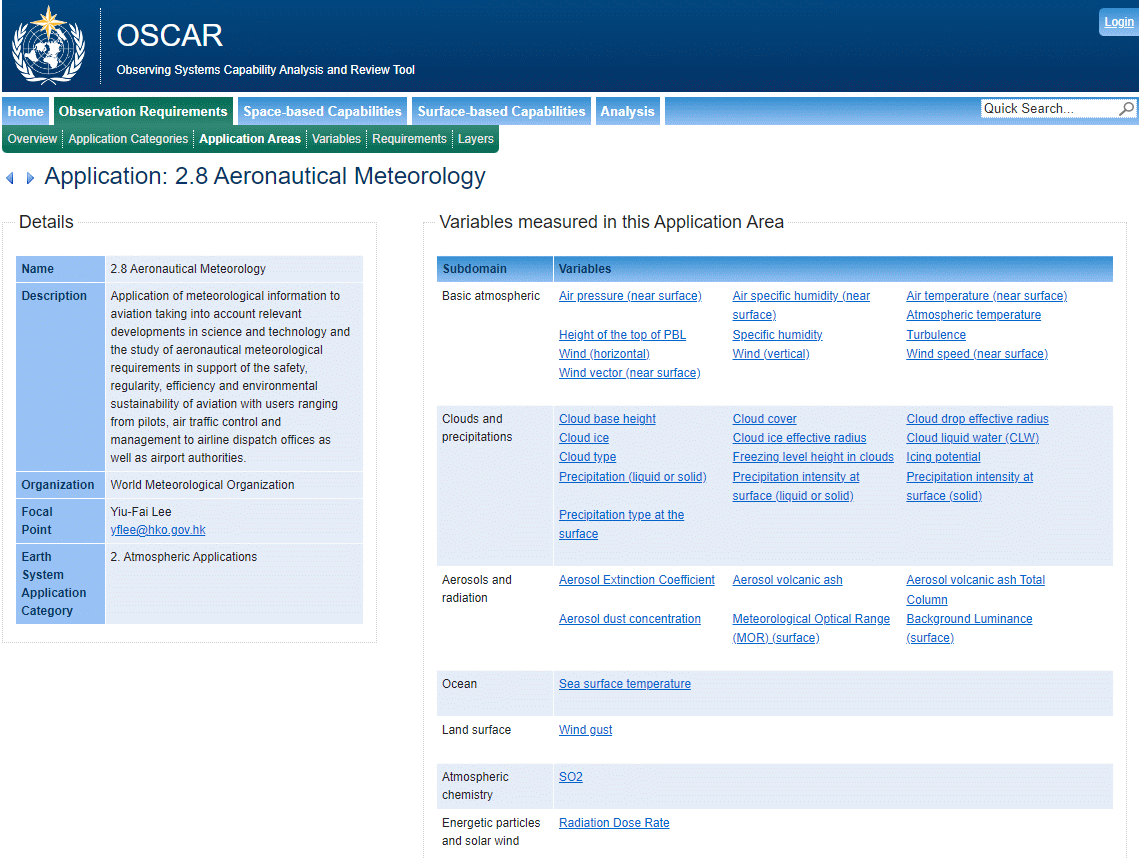 OSCAR
Observing Systems Capability Analysis and Review Tool
Login
Home Observation Requirements Space-based Capabilities Surface-based Capabilities Analysis Quick Search...
Overview Application Categories Application Areas Variables Requirements Layers
Application: 2.8 Aeronautical Meteorology
Details
Name 2.8 Aeronautical Meteorology
Description Application of meteorological information to
aviation taking into account relevant
developments in science and technology and
the study of aeronautical meteorological
requirements in support of the safety,
regularity, efficiency and environmental
sustainability of aviation with users ranging
from pilots, air traffic control and
management to airline dispatch offices as
well as airport authorities.
Organization World Meteorological Organization
Focal Yiu-Fai Lee
Point yflee@hko.gov.hk
Earth 2. Atmospheric Applications
System
Application
Category
Variables measured in this Application Area
Subdomain Variables
Basic atmospheric Air pressure (near surface) Air specific humidity (near Air temperature (near surface)
surface) Atmospheric temperature
Height of the top of PBL Specific humidity Turbulence
Wind (horizontal) Wind (vertical) Wind speed (near surface)
Wind vector (near surface)
Clouds and Cloud base height Cloud cover Cloud drop effective radius
precipitations Cloud ice Cloud ice effective radius Cloud liquid water (CLW)
Cloud type Freezing level height in clouds Icing potential
Precipitation (liquid or solid) Precipitation intensity at Precipitation intensity at
surface (liquid or solid) surface (solid)
Precipitation type at the
surface
Aerosols and Aerosol Extinction Coefficient Aerosol volcanic ash Aerosol volcanic ash Total
radiation Column
Aerosol dust concentration Meteorological Optical Range Background Luminance
(MOR) (surface) (surface)
Ocean Sea surface temperature
Land surface Wind gust
Atmospheric SO2
chemistry
Energetic particles Radiation Dose Rate
and solar wind